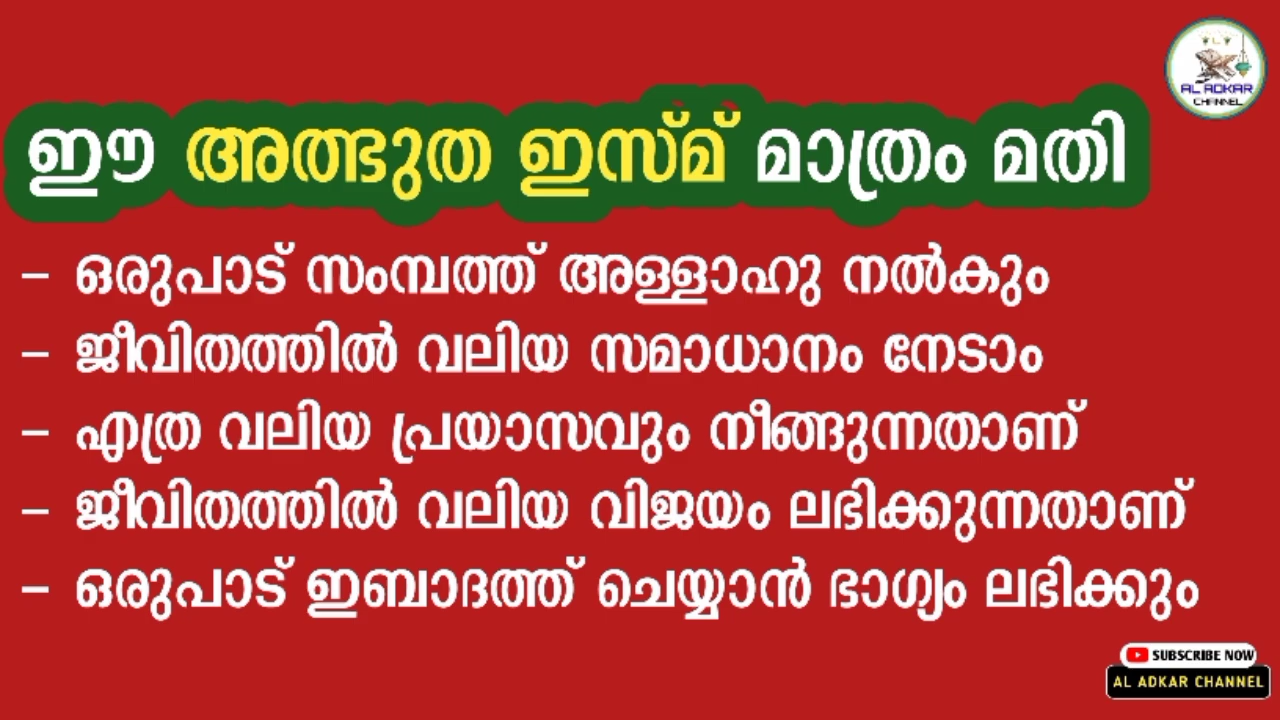 AL ADKAR
CHANNEL
ഈ അത്ഭുത ഇസ്മ് മാത്രം മതി
– ഒരുപാട് സംമ്പത്ത് അള്ളാഹു നൽകും
– ജീവിതത്തിൽ വലിയ സമാധാനം നേടാം
– എത്ര വലിയ പ്രയാസവും നീങ്ങുന്നതാണ്
– ജീവിതത്തിൽ വലിയ വിജയം ലഭിക്കുന്നതാണ്
– ഒരുപാട് ഇബാദത്ത് ചെയ്യാൻ ഭാഗ്യം ലഭിക്കും
SUBSCRIBE NOW
AL ADKAR CHANNEL